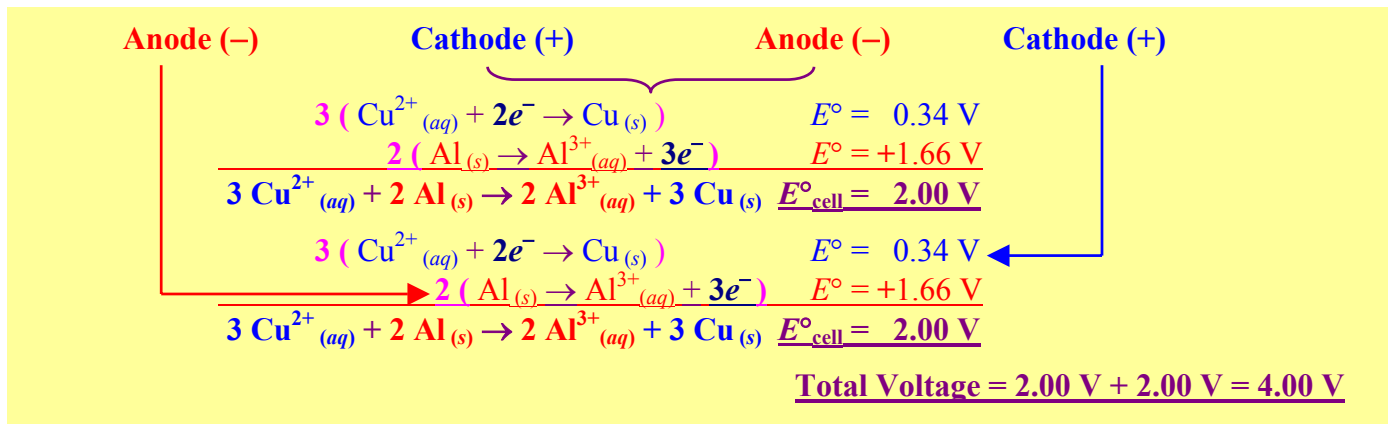 Anode (–) Cathode (+) Anode (–) Cathode (+)
3 ( Cu²⁺ (aq) + 2e⁻ → Cu (s) ) E° = 0.34 V
2 ( Al (s) → Al³⁺ (aq) + 3e⁻ ) E° = +1.66 V
3 Cu²⁺ (aq) + 2 Al (s) → 2 Al³⁺ (aq) + 3 Cu (s) E°cell = 2.00 V
3 ( Cu²⁺ (aq) + 2e⁻ → Cu (s) ) E° = 0.34 V
2 ( Al (s) → Al³⁺ (aq) + 3e⁻ ) E° = +1.66 V
3 Cu²⁺ (aq) + 2 Al (s) → 2 Al³⁺ (aq) + 3 Cu (s) E°cell = 2.00 V
Total Voltage = 2.00 V + 2.00 V = 4.00 V